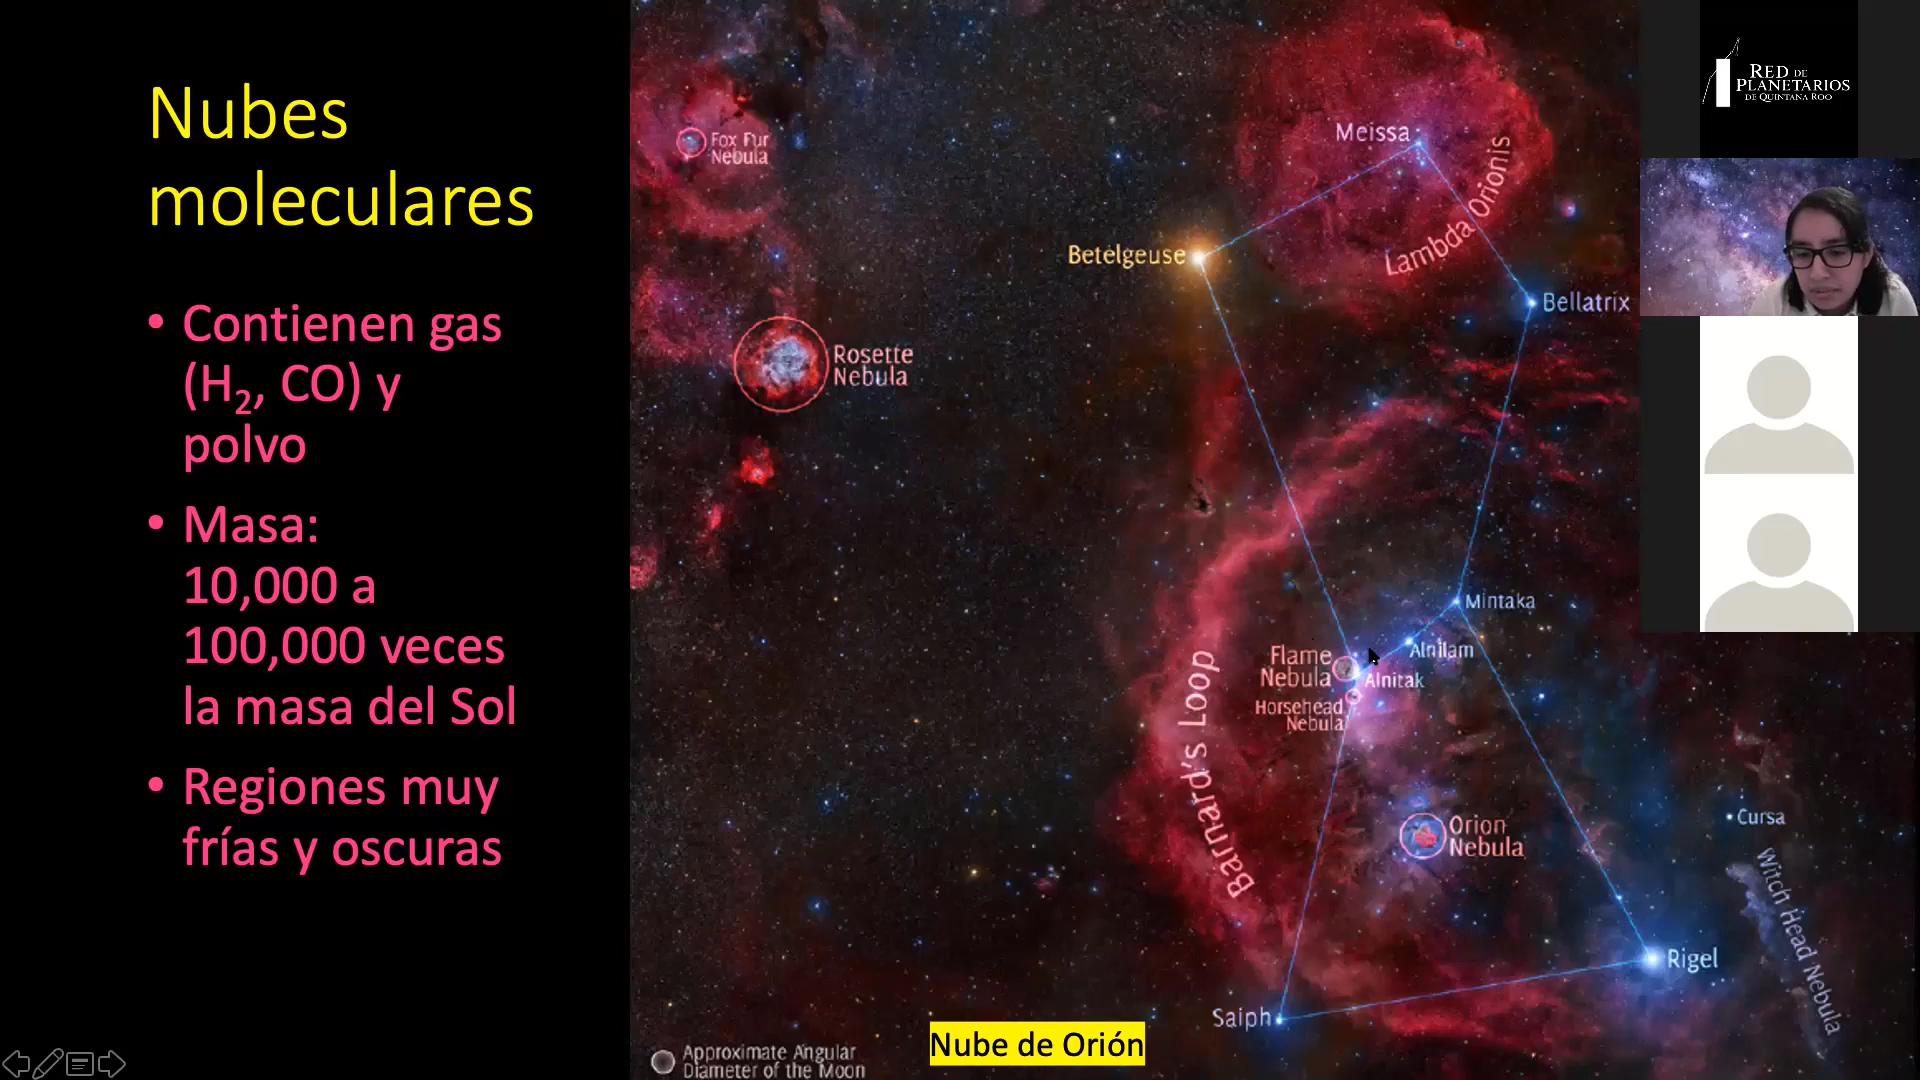 Nubes
moleculares
• Contienen gas
(H₂, CO) y
polvo
• Masa:
10,000 a
100,000 veces
la masa del Sol
• Regiones muy
frías y oscuras
Fox Fur
Nebula
Rosette
Nebula
Meissa
Lambda Orionis
Betelgeuse
Bellatrix
Mintaka
Alnilam
Alnitak
Flame
Nebula
Horsehead
Nebula
Barnard's Loop
Orion
Nebula
Cursa
Witch Head Nebula
Rigel
Saiph
Approximate Angular
Diameter of the Moon
Nube de Orión
RED DE
PLANETARIOS
DE QUINTANA ROO